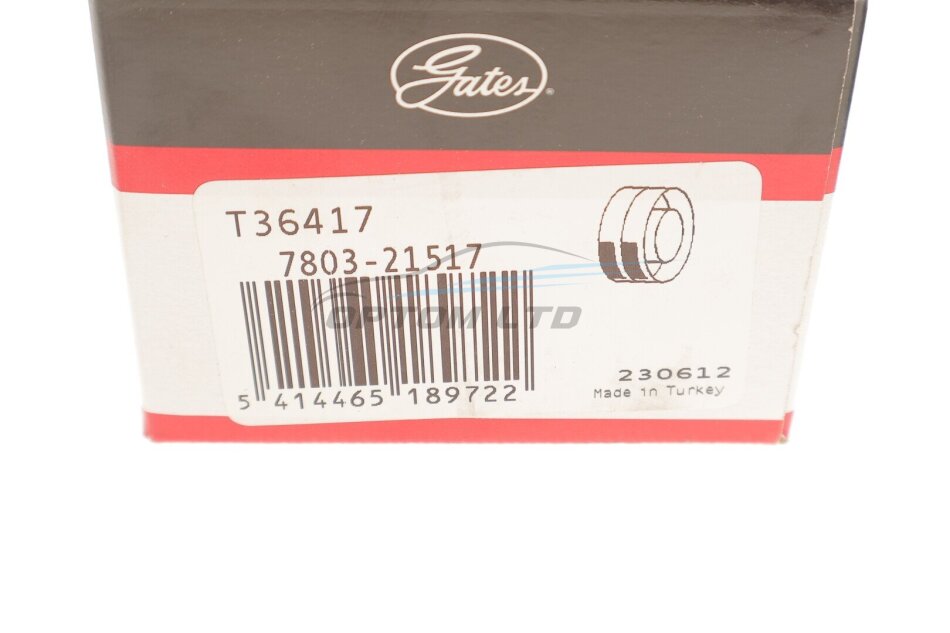 Gates®
T36417
7803-21517
OPTOM LTD
5 414465 189722
230612
Made in Turkey